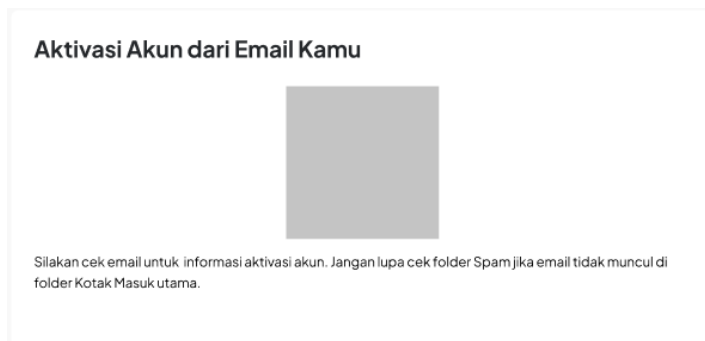 Aktivasi Akun dari Email Kamu
Silakan cek email untuk informasi aktivasi akun. Jangan lupa cek folder Spam jika email tidak muncul di
folder Kotak Masuk utama.